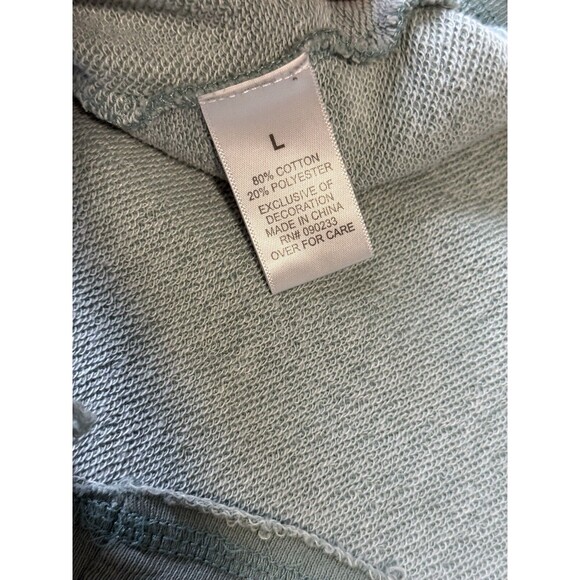 L
80% COTTON
20% POLYESTER
EXCLUSIVE OF
DECORATION
MADE IN CHINA
RN# 090233
OVER FOR CARE